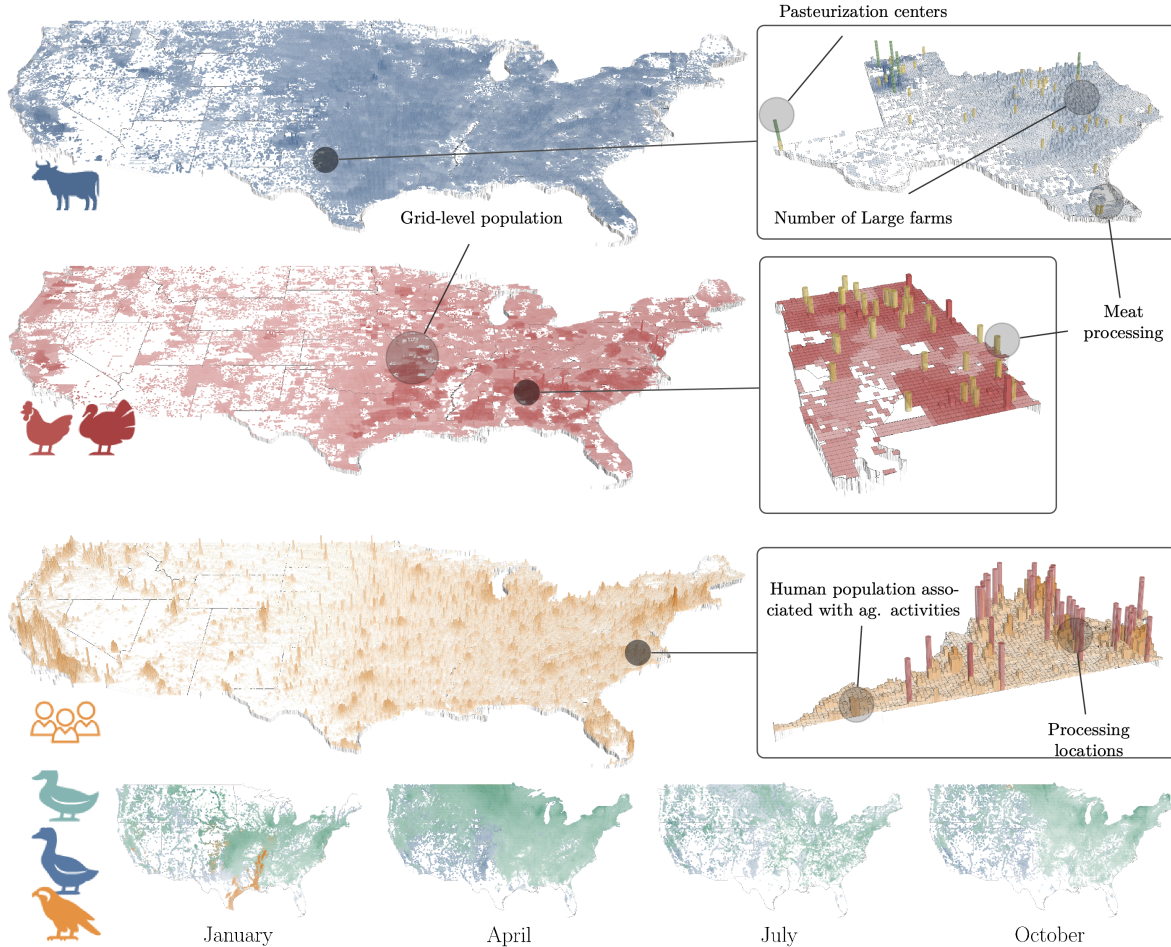 Pasteurization centers
Number of Large farms
Grid-level population
Meat
processing
Human population asso-
ciated with ag. activities
Processing
locations
January
April
July
October